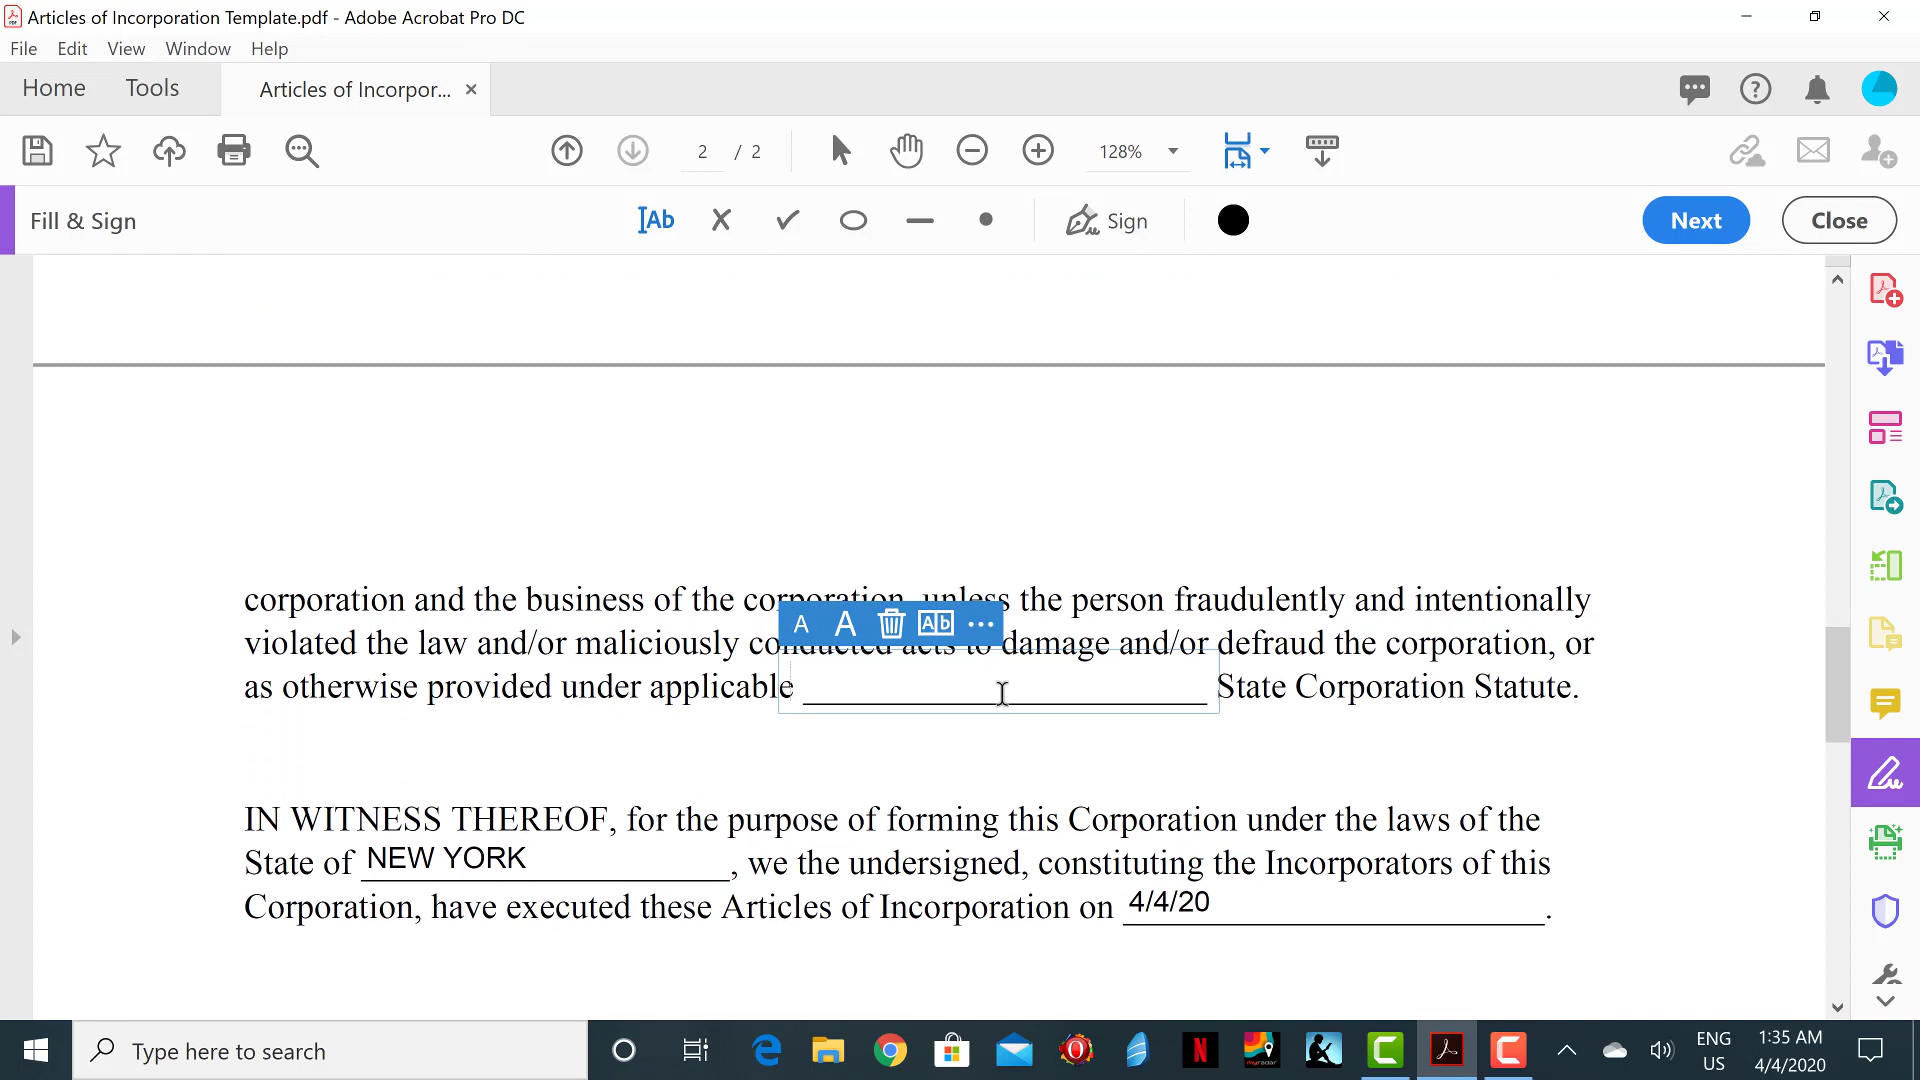 Articles of Incorporation Template.pdf - Adobe Acrobat Pro DC
File Edit View Window Help
Home Tools Articles of Incorpor... ×
2 / 2 128%
Fill & Sign Ab Sign Next Close
corporation and the business of the corporation, unless the person fraudulently and intentionally
A A Ab ...
violated the law and/or maliciously conducted acts to damage and/or defraud the corporation, or
as otherwise provided under applicable ____________________ State Corporation Statute.
IN WITNESS THEREOF, for the purpose of forming this Corporation under the laws of the
State of NEW YORK, we the undersigned, constituting the Incorporators of this
Corporation, have executed these Articles of Incorporation on 4/4/20.
Type here to search
ENG 1:35 AM
US 4/4/2020